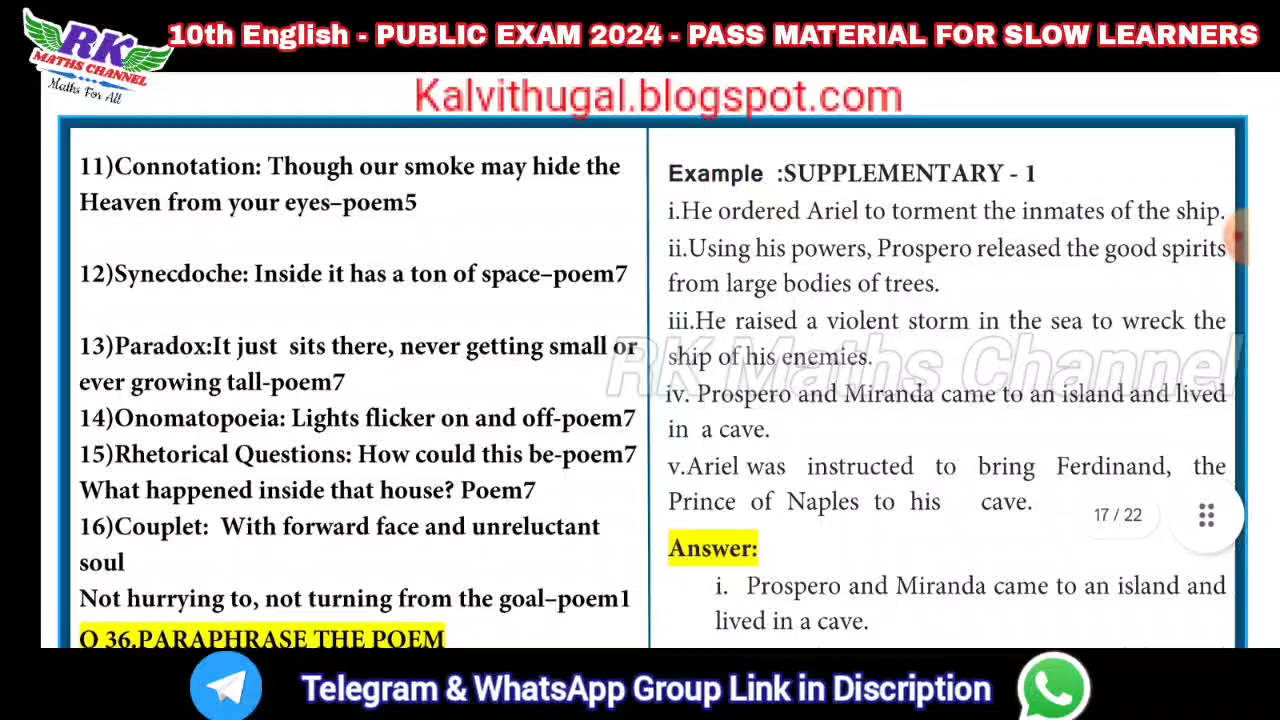 10th English - PUBLIC EXAM 2024 - PASS MATERIAL FOR SLOW LEARNERS
RK
MATHS CHANNEL
Maths For All
Kalvithugal.blogspot.com
11)Connotation: Though our smoke may hide the
Heaven from your eyes–poem5
12)Synecdoche: Inside it has a ton of space–poem7
13)Paradox:It just sits there, never getting small or
ever growing tall-poem7
14)Onomatopoeia: Lights flicker on and off-poem7
15)Rhetorical Questions: How could this be-poem7
What happened inside that house? Poem7
16)Couplet: With forward face and unreluctant
soul
Not hurrying to, not turning from the goal–poem1
Q 36.PARAPHRASE THE POEM
Example :SUPPLEMENTARY - 1
i.He ordered Ariel to torment the inmates of the ship.
ii.Using his powers, Prospero released the good spirits
from large bodies of trees.
iii.He raised a violent storm in the sea to wreck the
ship of his enemies.
iv. Prospero and Miranda came to an island and lived
in a cave.
v.Ariel was instructed to bring Ferdinand, the
Prince of Naples to his cave.
17 / 22
Answer:
i. Prospero and Miranda came to an island and
lived in a cave.
RK Maths Channel
Telegram & WhatsApp Group Link in Discription